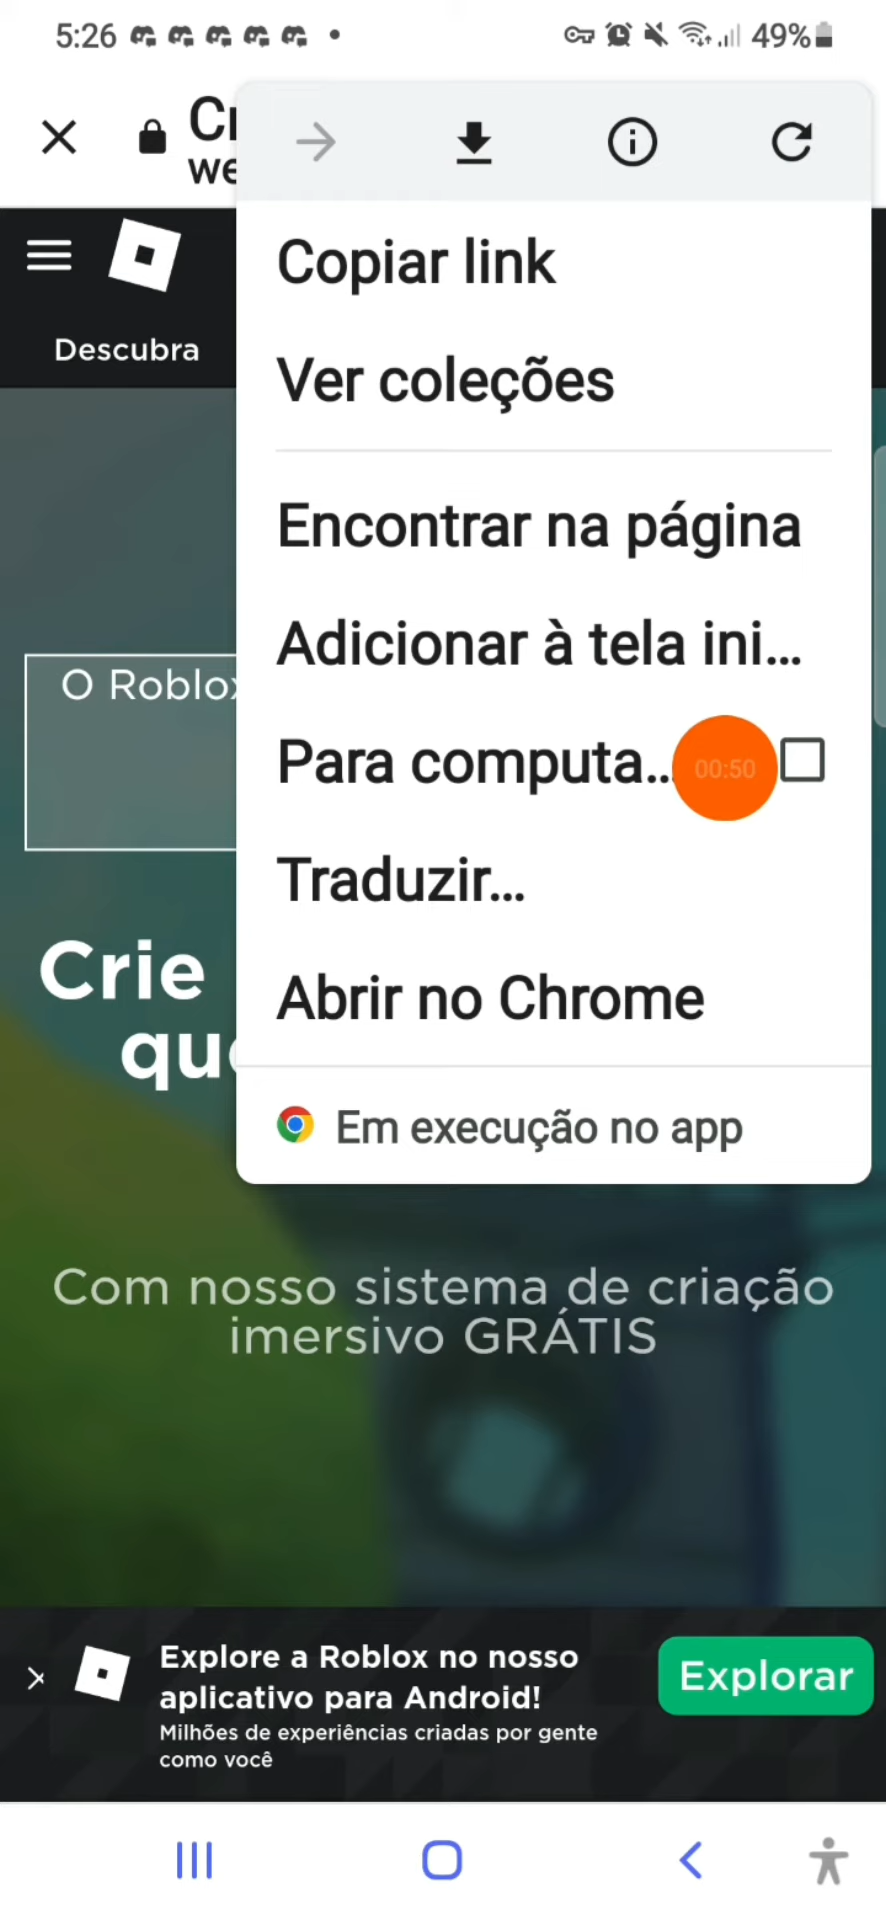 5:26
49%
Cr
we
Copiar link
Descubra
Ver coleções
Encontrar na página
Adicionar à tela ini...
O Roblox
Para computa...
00:50
Traduzir...
Crie
Abrir no Chrome
que
Em execução no app
Com nosso sistema de criação
imersivo GRÁTIS
Explore a Roblox no nosso
aplicativo para Android!
Milhões de experiências criadas por gente
como você
Explorar